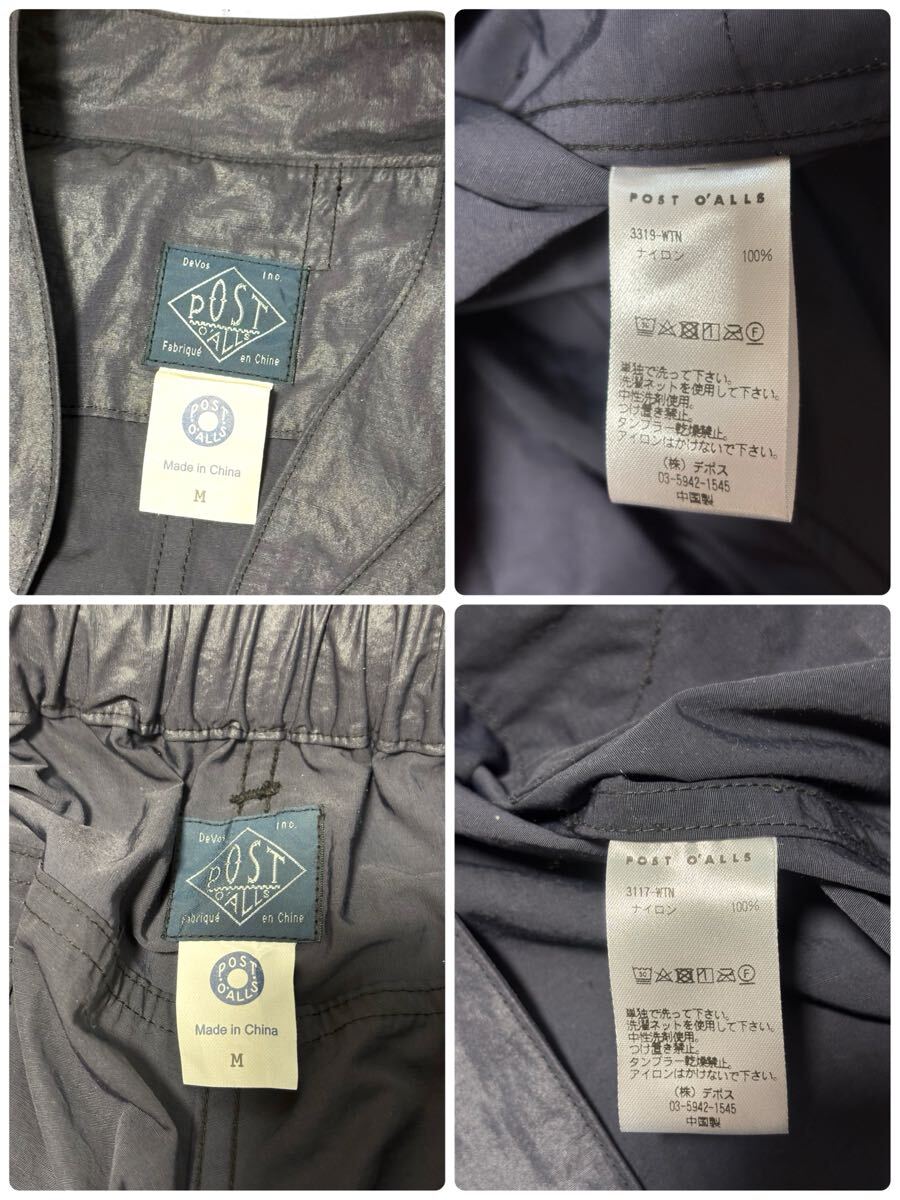 DeVos Inc.
POST
O'ALLS
Fabriqué en Chine
POST
O'ALLS
Made in China
M
POST O'ALLS
3319-WTN
ナイロン 100%
単独で洗って下さい。
洗濯ネットを使用して下さい。
中性洗剤使用。
つけ置き禁止。
タンブラー乾燥禁止。
アイロンはかけないで下さい。
(株) デポス
03-5942-1545
中国製
DeVos Inc.
POST
O'ALLS
Fabriqué en Chine
POST
O'ALLS
Made in China
M
POST O'ALLS
3117-WTN
ナイロン 100%
単独で洗って下さい。
洗濯ネットを使用して下さい。
中性洗剤使用。
つけ置き禁止。
タンブラー乾燥禁止。
アイロンはかけないで下さい。
(株) デポス
03-5942-1545
中国製